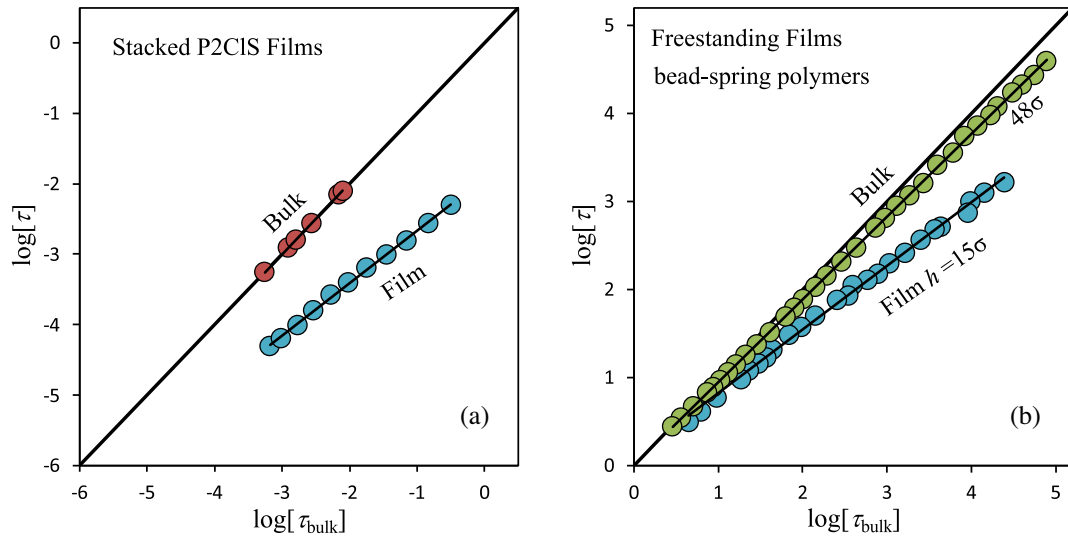 Stacked P2ClS Films
Bulk
Film
(a)
log[τ]
0
-1
-2
-3
-4
-5
-6
-6
-5
-4
-3
-2
-1
0
log[τ_bulk]
Freestanding Films
bead-spring polymers
48σ
Bulk
Film h =15σ
(b)
log[τ]
5
4
3
2
1
0
0
1
2
3
4
5
log[τ_bulk]